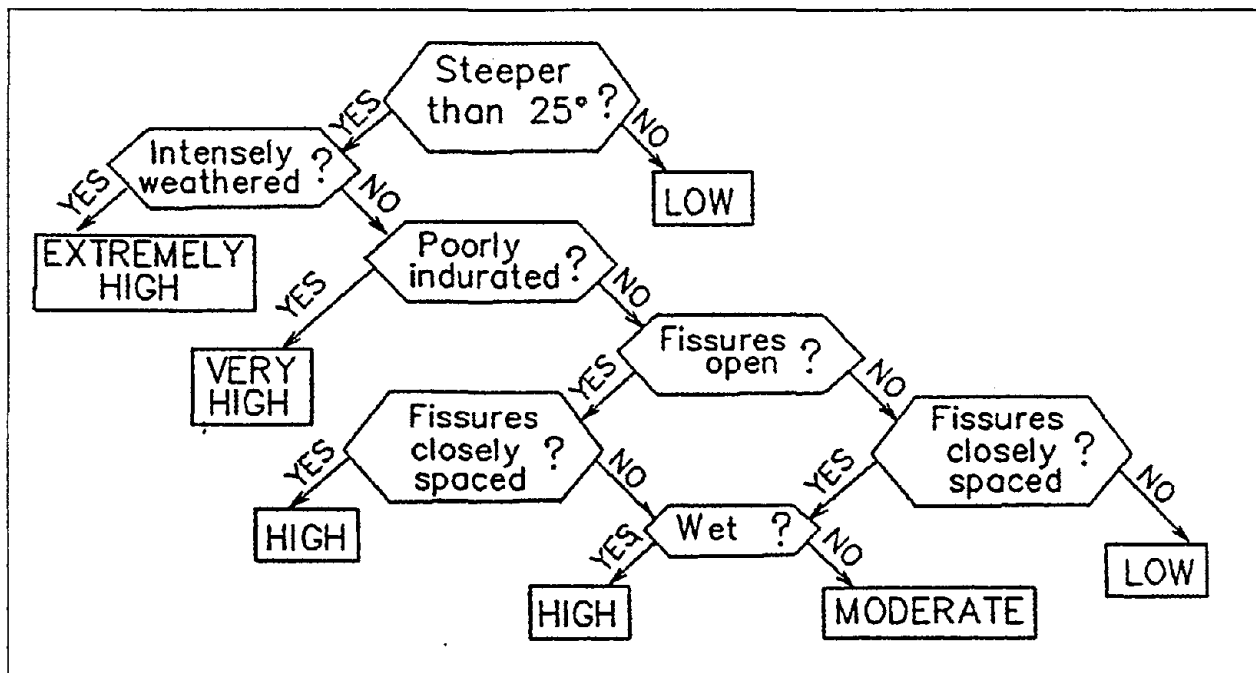 Steeper
than 25° ?
YES
NO
Intensely
weathered ?
YES
NO
LOW
EXTREMELY
HIGH
Poorly
indurated ?
YES
NO
VERY
HIGH
Fissures
open ?
YES
NO
Fissures
closely ?
spaced
YES
NO
Fissures
closely ?
spaced
YES
NO
HIGH
Wet ?
YES
NO
LOW
HIGH
MODERATE